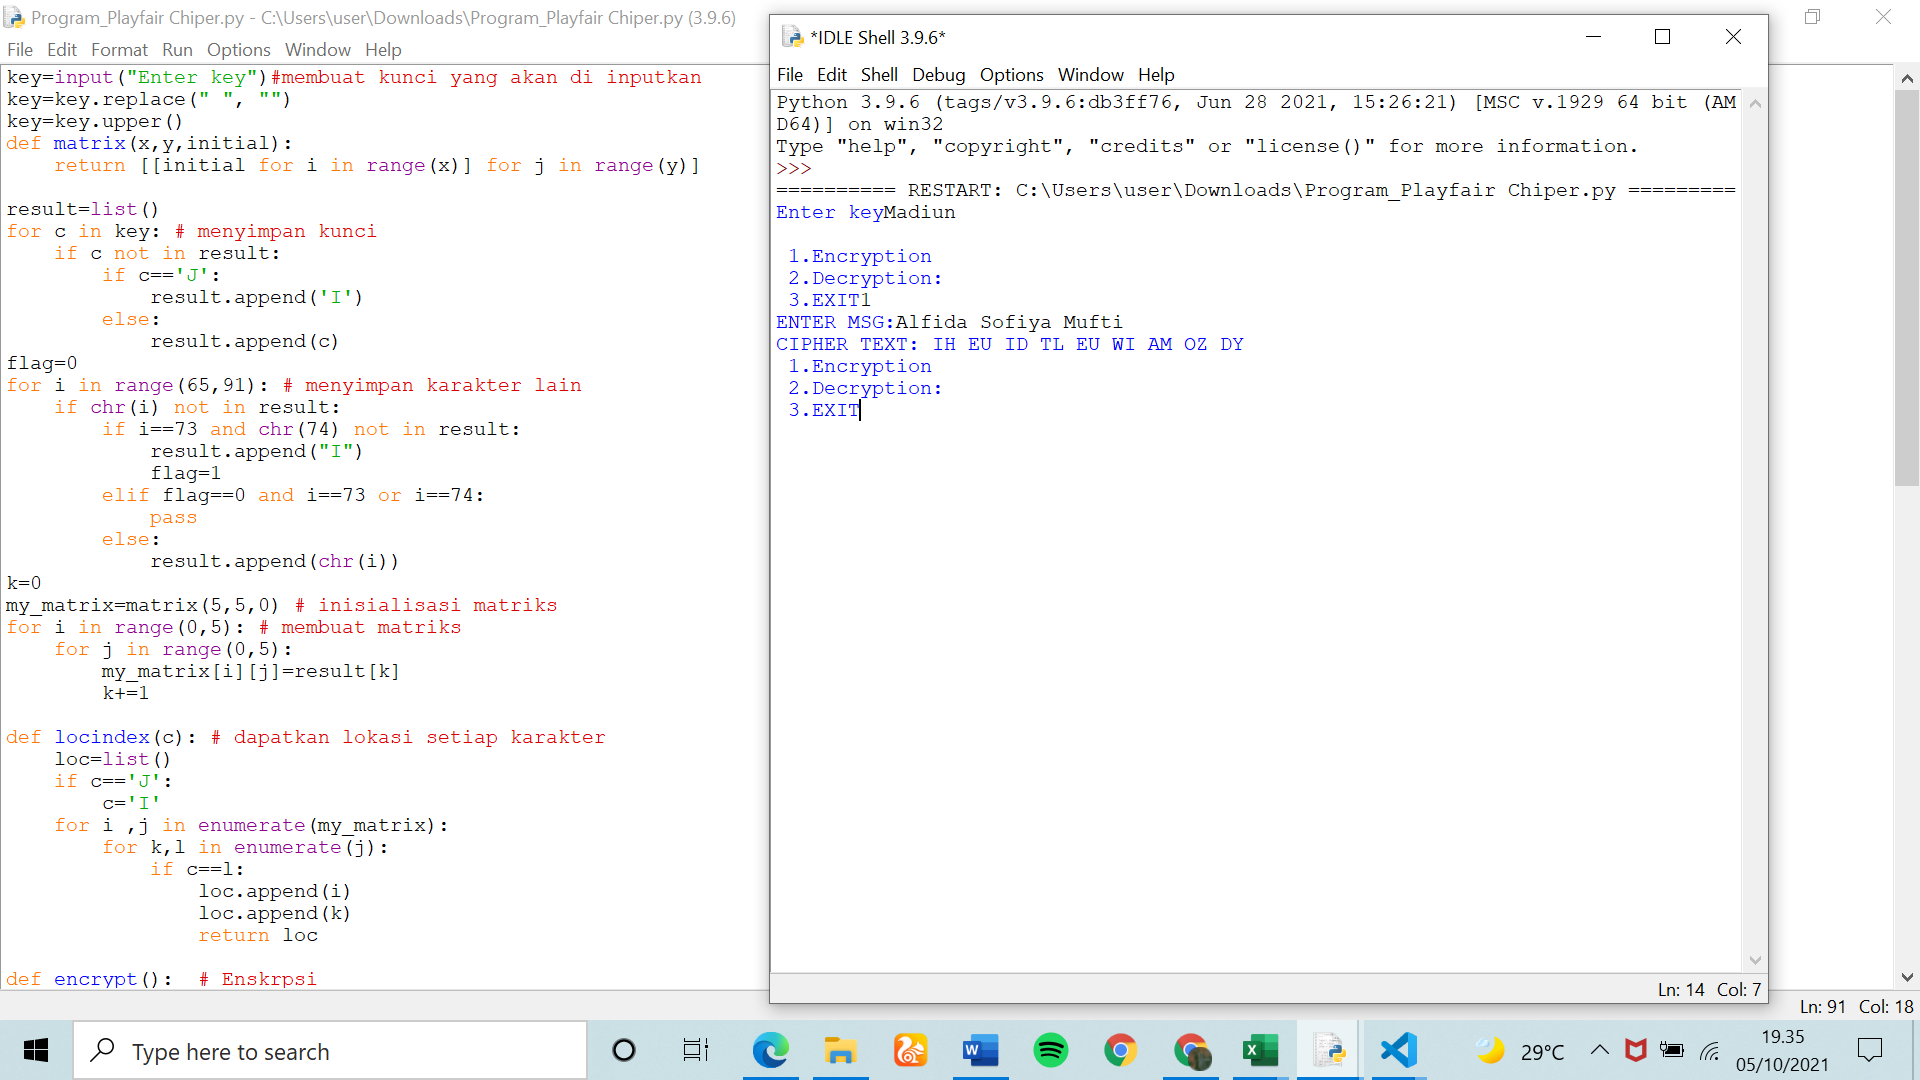 Program_Playfair Chiper.py - C:\Users\user\Downloads\Program_Playfair Chiper.py (3.9.6)
File Edit Format Run Options Window Help
key=input("Enter key")#membuat kunci yang akan di inputkan
key=key.replace(" ", "")
key=key.upper()
def matrix(x,y,initial):
    return [[initial for i in range(x)] for j in range(y)]
result=list()
for c in key: # menyimpan kunci
    if c not in result:
        if c=='J':
            result.append('I')
        else:
            result.append(c)
flag=0
for i in range(65,91): # menyimpan karakter lain
    if chr(i) not in result:
        if i==73 and chr(74) not in result:
            result.append("I")
            flag=1
        elif flag==0 and i==73 or i==74:
            pass
        else:
            result.append(chr(i))
k=0
my_matrix=matrix(5,5,0) # inisialisasi matriks
for i in range(0,5): # membuat matriks
    for j in range(0,5):
        my_matrix[i][j]=result[k]
        k+=1
def locindex(c): # dapatkan lokasi setiap karakter
    loc=list()
    if c=='J':
        c='I'
    for i ,j in enumerate(my_matrix):
        for k,l in enumerate(j):
            if c==l:
                loc.append(i)
                loc.append(k)
                return loc
def encrypt():  # Enskrpsi
Ln: 91 Col: 18
*IDLE Shell 3.9.6*
File Edit Shell Debug Options Window Help
Python 3.9.6 (tags/v3.9.6:db3ff76, Jun 28 2021, 15:26:21) [MSC v.1929 64 bit (AM
D64)] on win32
Type "help", "copyright", "credits" or "license()" for more information.
>>>
========== RESTART: C:\Users\user\Downloads\Program_Playfair Chiper.py =========
Enter keyMadiun
 1.Encryption
 2.Decryption:
 3.EXIT1
ENTER MSG:Alfida Sofiya Mufti
CIPHER TEXT: IH EU ID TL EU WI AM OZ DY
 1.Encryption
 2.Decryption:
 3.EXIT
Ln: 14 Col: 7
Type here to search
29°C
19.35
05/10/2021